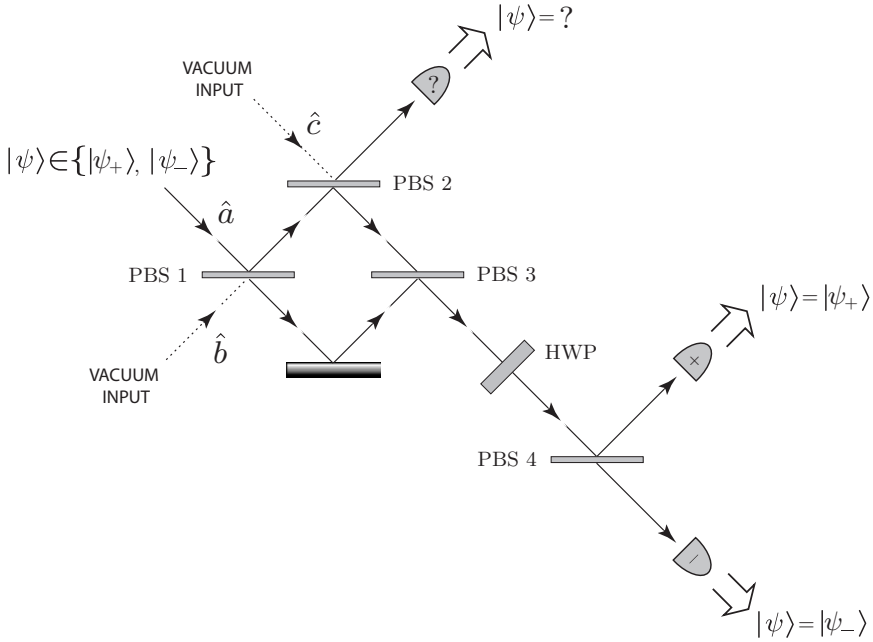 |ψ⟩=?
VACUUM
INPUT
ĉ
|ψ⟩∈{|ψ₊⟩, |ψ₋⟩}
?
PBS 2
â
PBS 1
PBS 3
b̂
VACUUM
INPUT
|ψ⟩=|ψ₊⟩
HWP
+
PBS 4
−
|ψ⟩=|ψ₋⟩